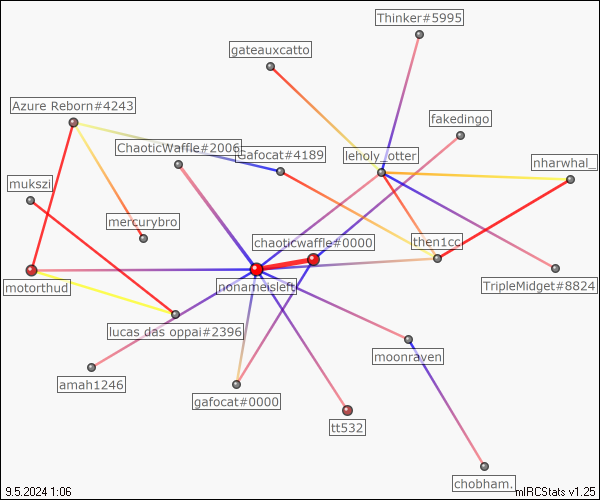 Thinker#5995
gateauxcatto
Azure Reborn#4243
fakedingo
ChaoticWaffle#2006
Gafocat#4189
leholy_otter
nharwhal_
mukszi
mercurybro
chaoticwaffle#0000
then1cc
motorthud
nonameisleft
TripleMidget#8824
lucas das oppai#2396
moonraven
amah1246
gafocat#0000
tt532
chobham.
9.5.2024 1:06
mIRCStats v1.25